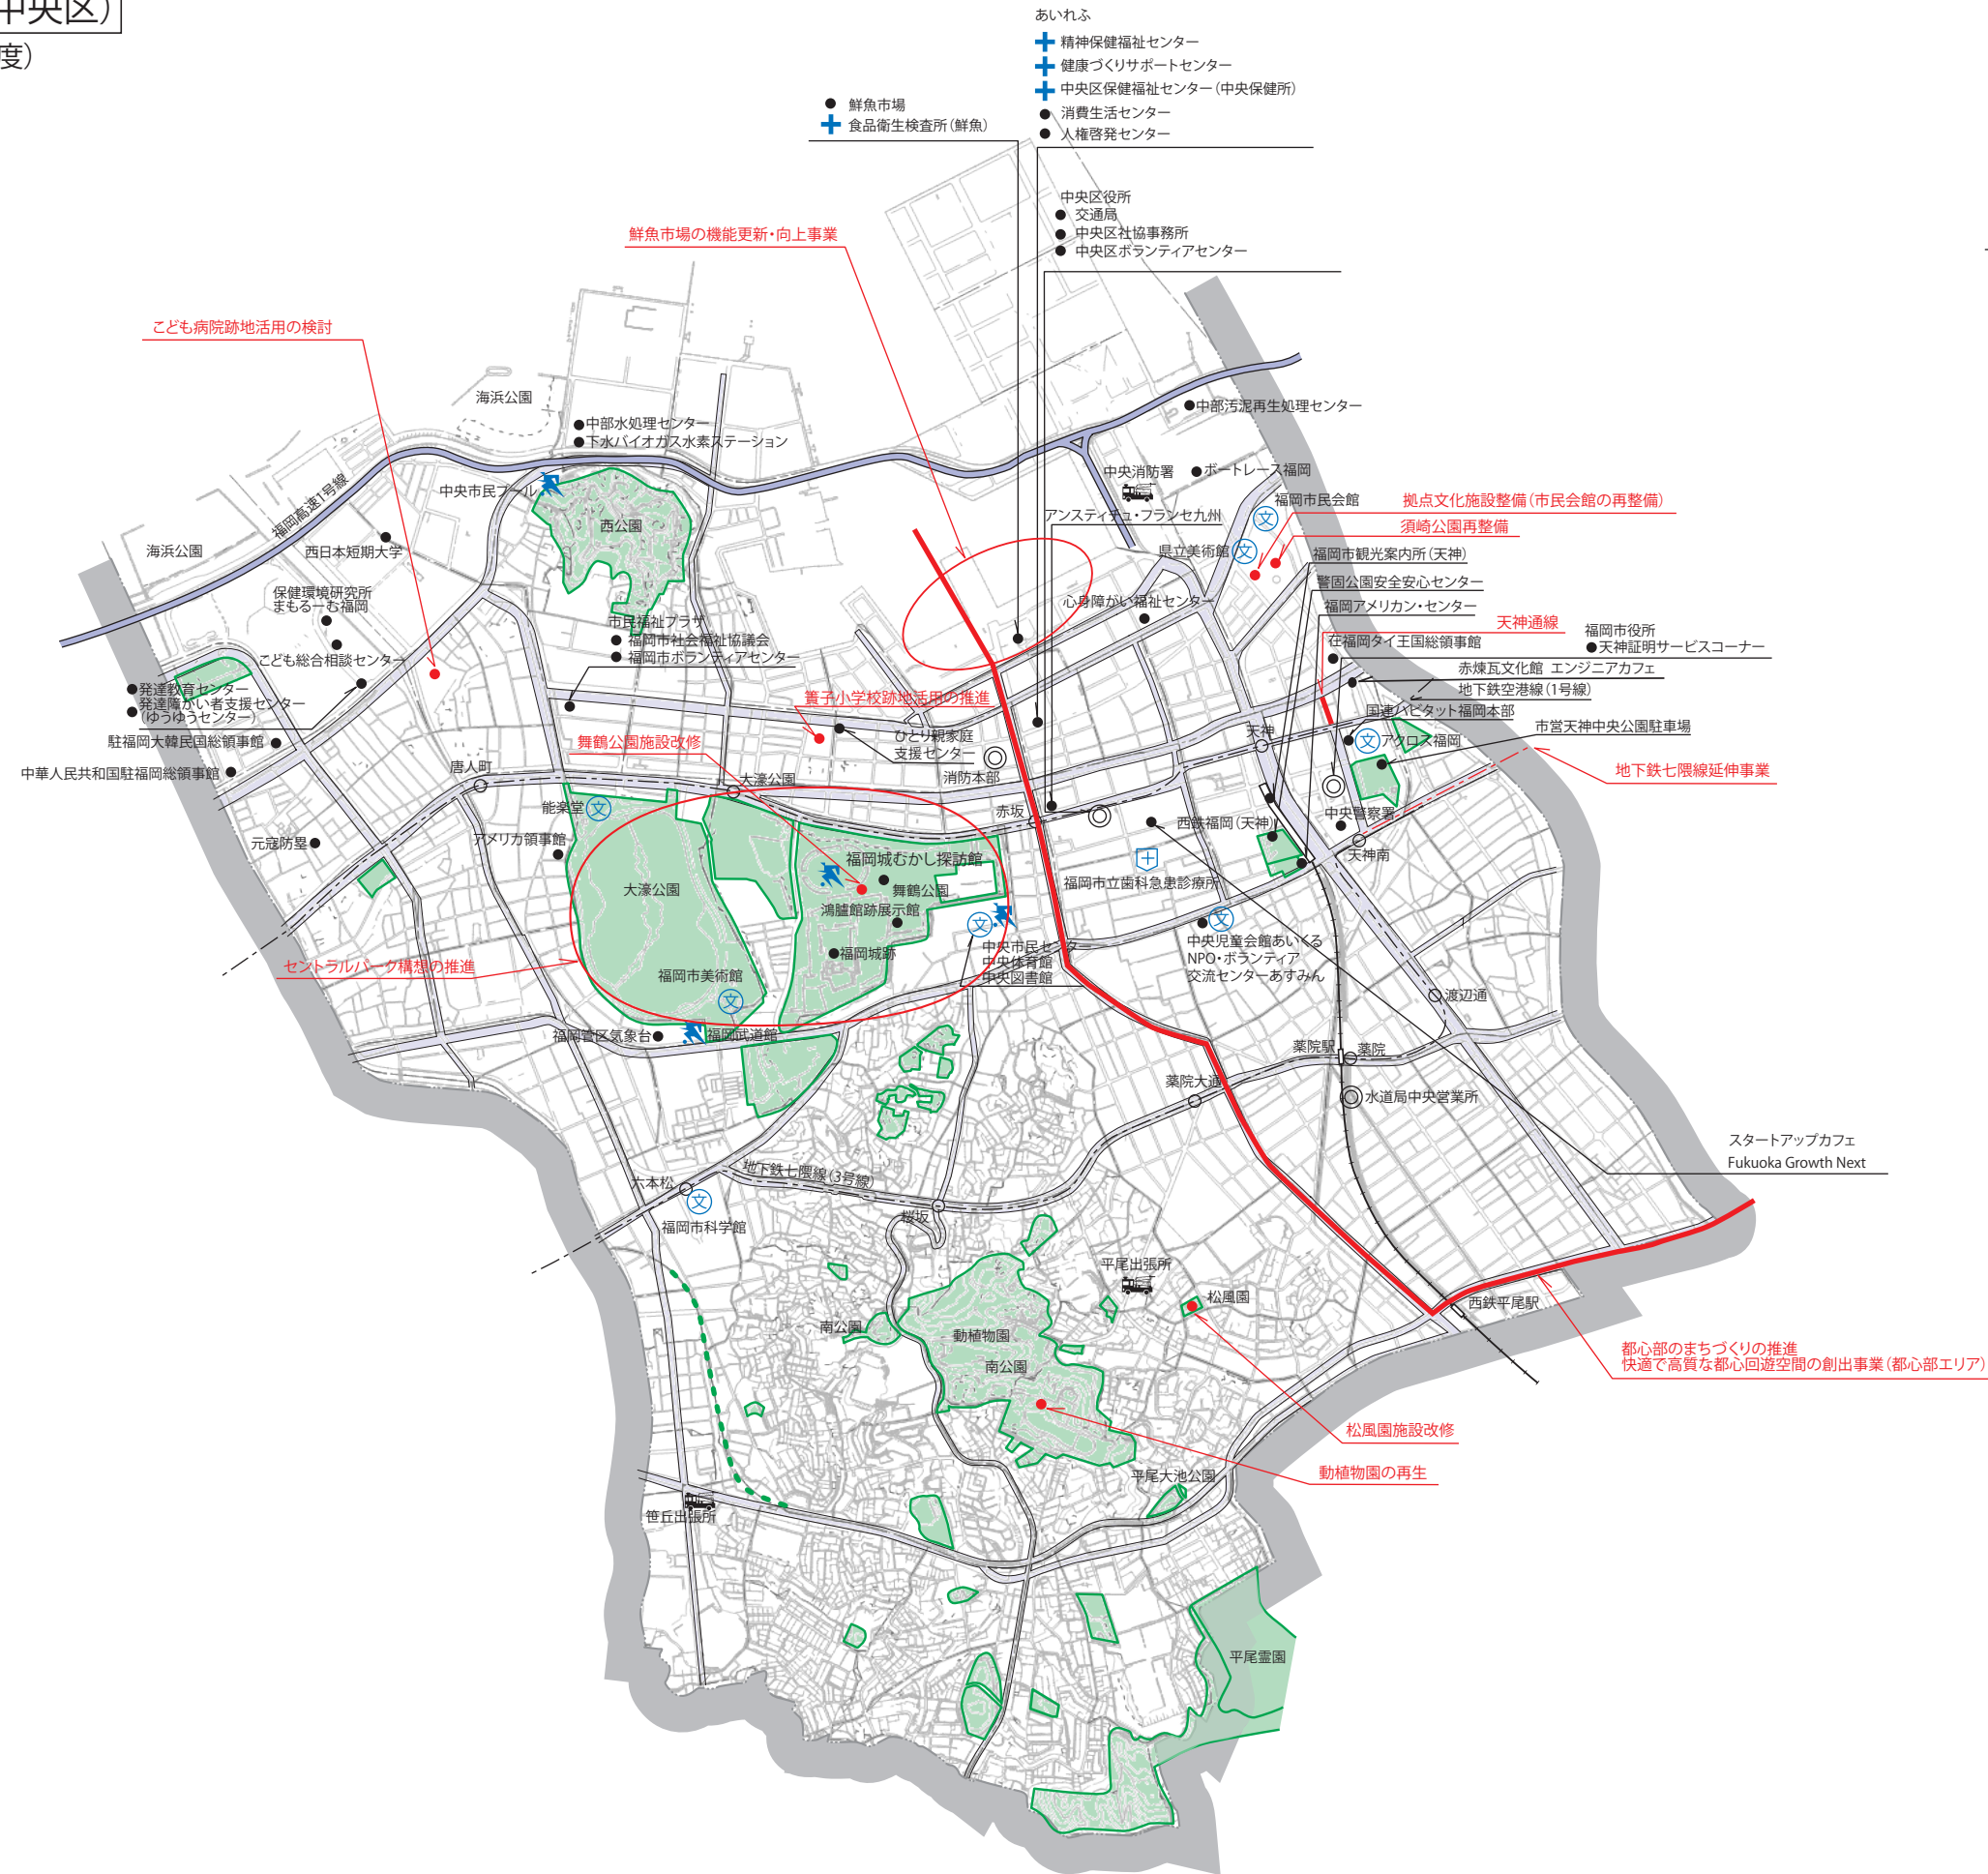 中央区）
度）
あいれふ
精神保健福祉センター
健康づくりサポートセンター
中央区保健福祉センター（中央保健所）
消費生活センター
人権啓発センター
鮮魚市場
食品衛生検査所（鮮魚）
中央区役所
交通局
中央区社協事務所
中央区ボランティアセンター
鮮魚市場の機能更新・向上事業
こども病院跡地活用の検討
海浜公園
中部水処理センター
下水バイオガス水素ステーション
中部汚泥再生処理センター
中央消防署
ボートレース福岡
中央市民プール
福岡高速1号線
福岡市民会館
拠点文化施設整備（市民会館の再整備）
西公園
アンスティチュ・フランセ九州
須崎公園再整備
海浜公園
西日本短期大学
県立美術館
福岡市観光案内所（天神）
警固公園安全安心センター
保健環境研究所
まもるーむ福岡
心身障がい福祉センター
福岡アメリカン・センター
天神通線
市民福祉プラザ
福岡市社会福祉協議会
福岡市ボランティアセンター
在福岡タイ王国総領事館
福岡市役所
天神証明サービスコーナー
こども総合相談センター
赤煉瓦文化館 エンジニアカフェ
発達教育センター
発達障がい者支援センター
（ゆうゆうセンター）
地下鉄空港線（1号線）
簀子小学校跡地活用の推進
国連ハビタット福岡本部
市営天神中央公園駐車場
駐福岡大韓民国総領事館
舞鶴公園施設改修
ひとり親家庭
支援センター
天神
アクロス福岡
中華人民共和国駐福岡総領事館
唐人町
大濠公園
消防本部
地下鉄七隈線延伸事業
能楽堂
赤坂
中央警察署
西鉄福岡（天神）
元寇防塁
アメリカ領事館
天神南
福岡城むかし探訪館
大濠公園
舞鶴公園
福岡市立歯科急患診療所
鴻臚館跡展示館
福岡城跡
中央市民センター
中央体育館
中央図書館
中央児童会館あいくる
NPO・ボランティア
交流センターあすみん
セントラルパーク構想の推進
福岡市美術館
渡辺通
福岡管区気象台
福岡武道館
薬院駅
薬院
薬院大通
水道局中央営業所
スタートアップカフェ
Fukuoka Growth Next
地下鉄七隈線（3号線）
六本松
福岡市科学館
桜坂
平尾出張所
松風園
西鉄平尾駅
南公園
動植物園
南公園
都心部のまちづくりの推進
快適で高質な都心回遊空間の創出事業（都心部エリア）
松風園施設改修
動植物園の再生
平尾大池公園
笹丘出張所
平尾霊園